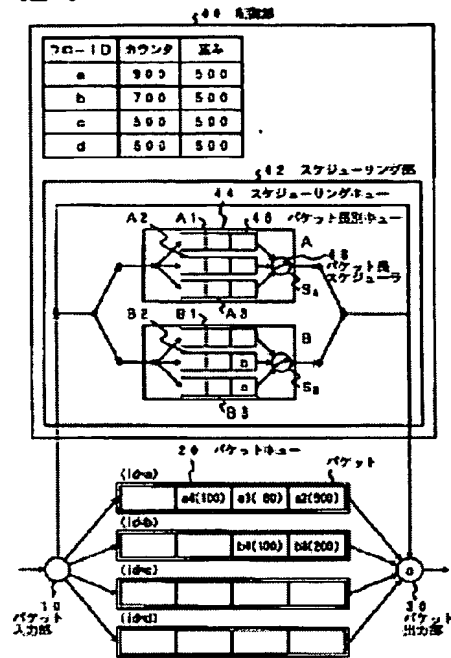 40 制御部
フローID カウンタ 重み
a 900 500
b 700 500
c 500 500
d 500 500
42 スケジューリング部
44 スケジューリングキュー
A2 A1 46 パケット長別キュー
A
48
パケット長
スケジューラ
SA
A3
B2 B1 B
b
a
SB
B3
20 パケットキュー
パケット
(id=a)
a4(100) a3( 80) a2(500)
(id=b)
b4(100) b3(200)
(id=c)
a
(id=d)
10
パケット
入力部
30
パケット
出力部